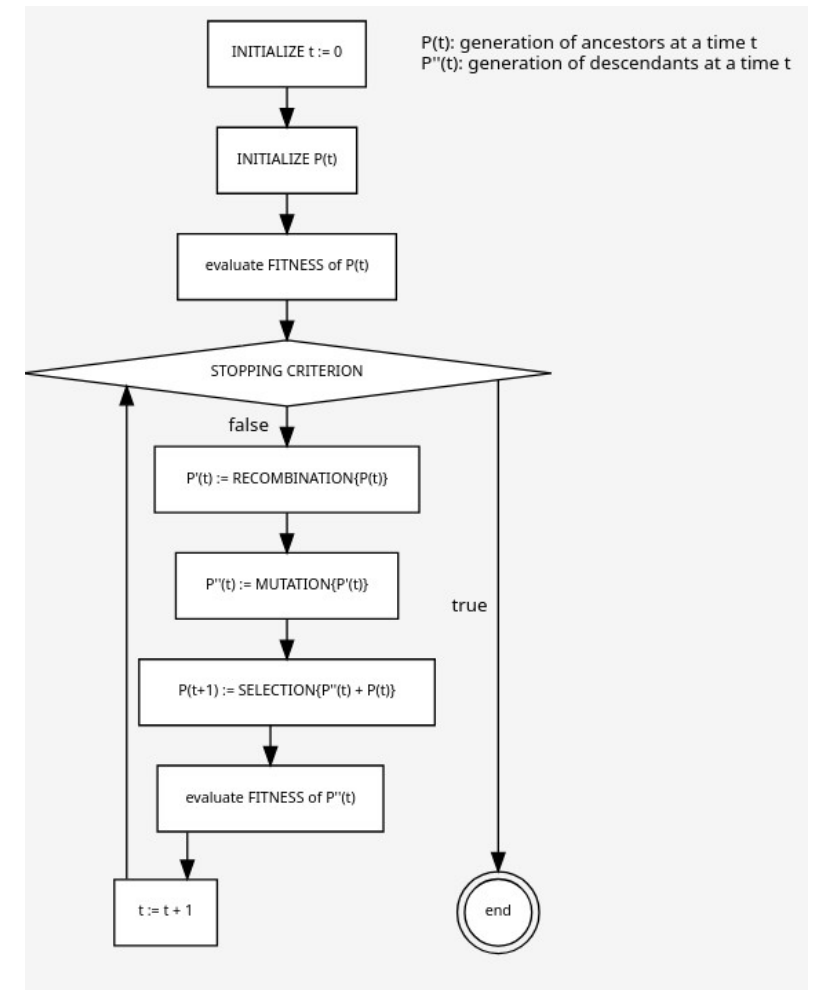 INITIALIZE t := 0
P(t): generation of ancestors at a time t
P''(t): generation of descendants at a time t
INITIALIZE P(t)
evaluate FITNESS of P(t)
STOPPING CRITERION
false
P'(t) := RECOMBINATION{P(t)}
P''(t) := MUTATION{P'(t)}
true
P(t+1) := SELECTION{P''(t) + P(t)}
evaluate FITNESS of P''(t)
t := t + 1
end